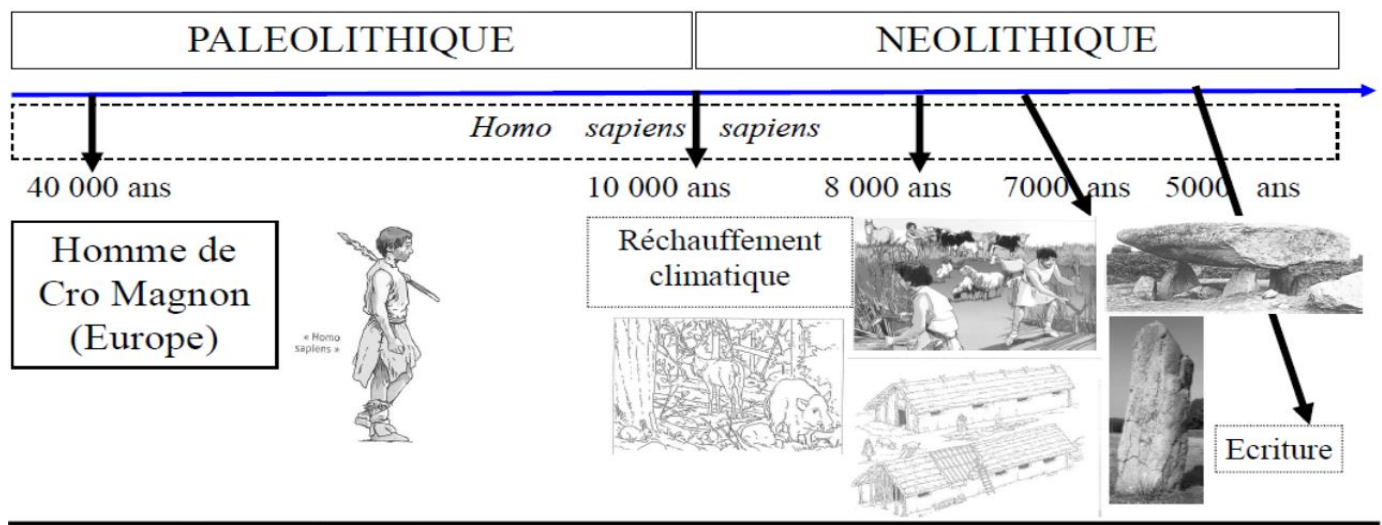 PALEOLITHIQUE
NEOLITHIQUE
Homo sapiens sapiens
40 000 ans
10 000 ans
8 000 ans
7000 ans
5000 ans
Homme de
Cro Magnon
(Europe)
« Homo
sapiens »
Réchauffement
climatique
Ecriture